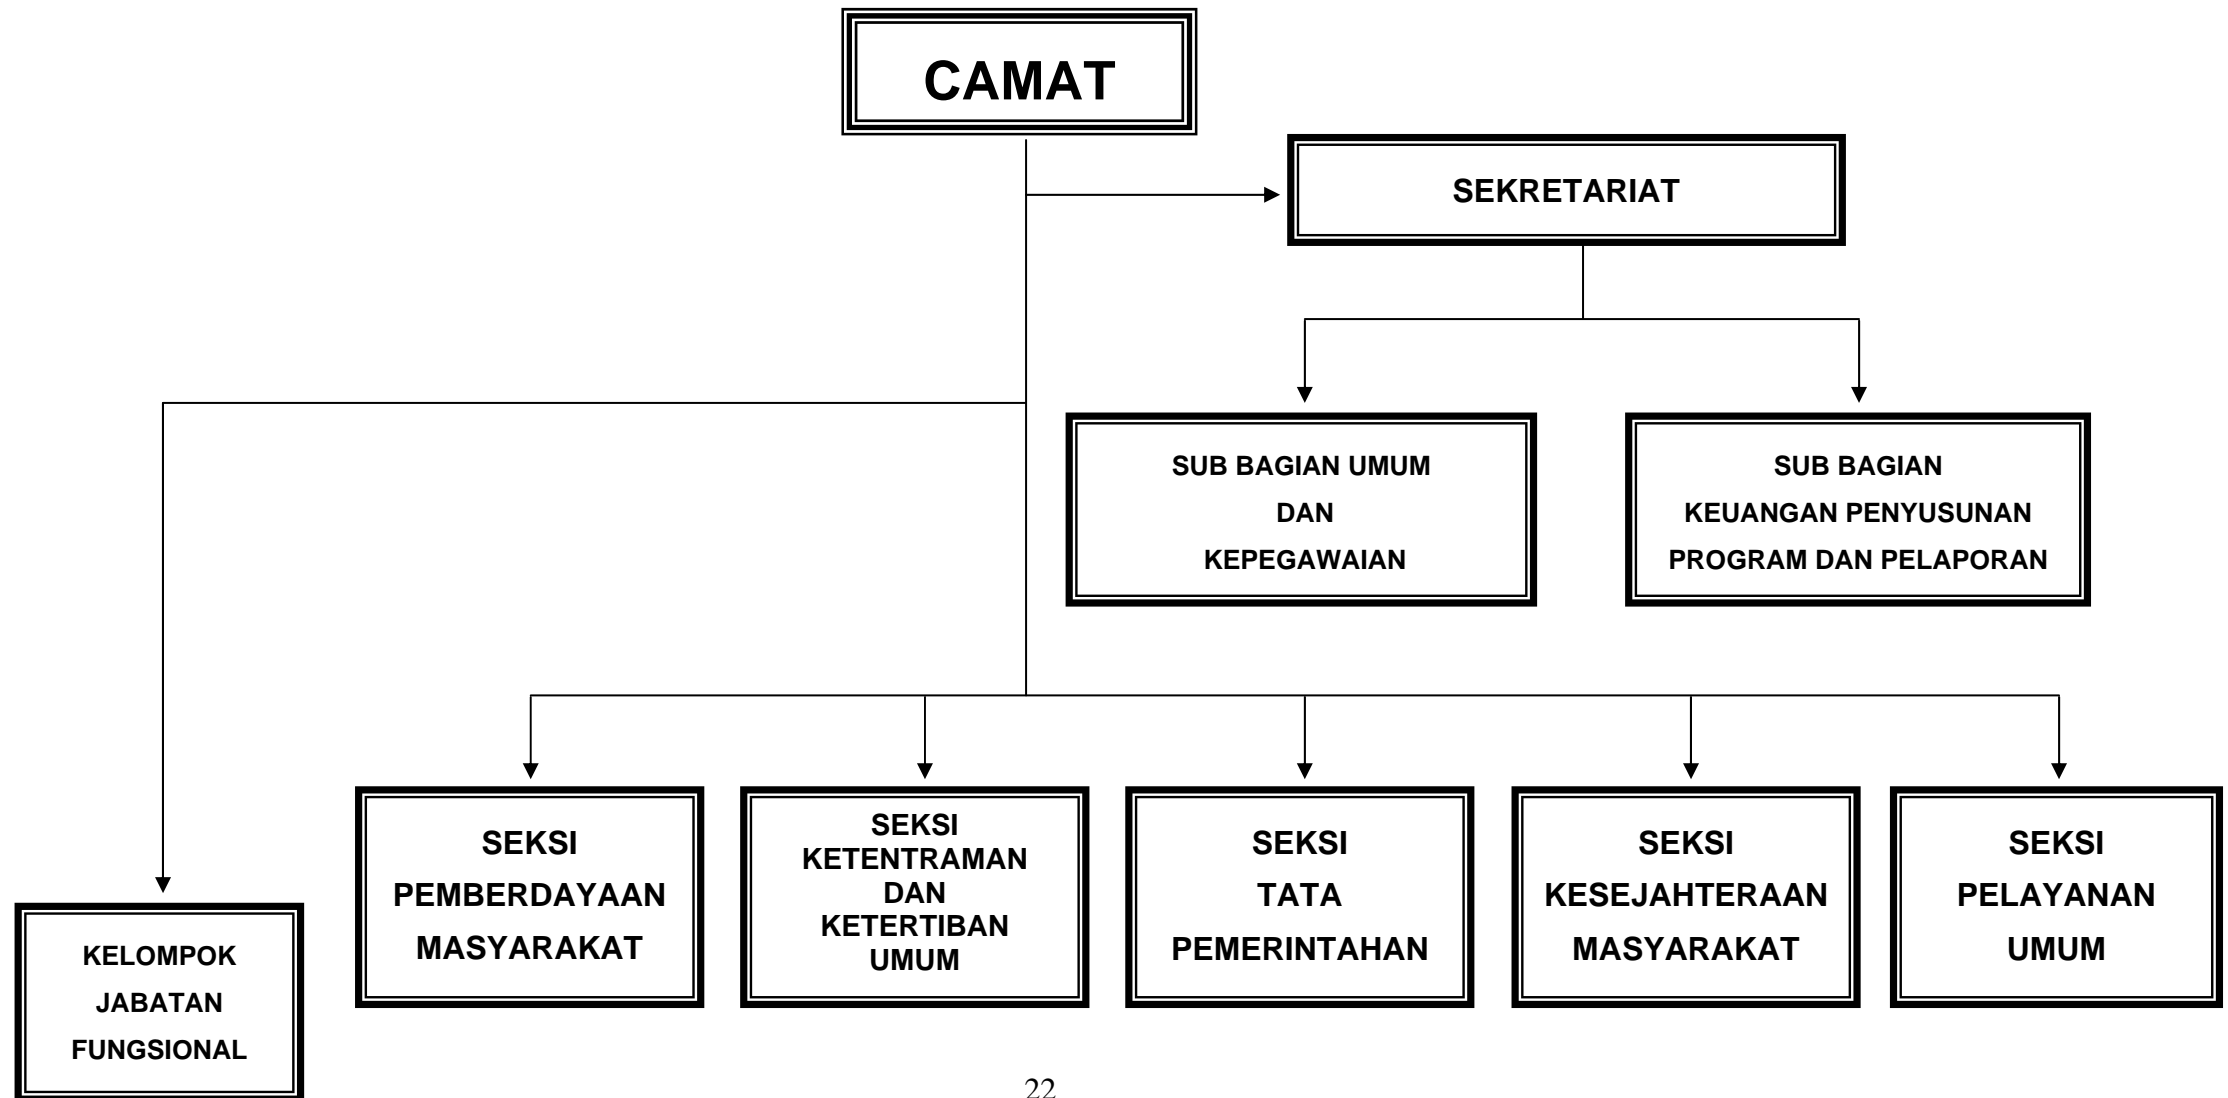 CAMAT
SEKRETARIAT
SUB BAGIAN UMUM
DAN
KEPEGAWAIAN
SUB BAGIAN
KEUANGAN PENYUSUNAN
PROGRAM DAN PELAPORAN
KELOMPOK
JABATAN
FUNGSIONAL
SEKSI
PEMBERDAYAAN
MASYARAKAT
SEKSI
KETENTRAMAN
DAN
KETERTIBAN
UMUM
SEKSI
TATA
PEMERINTAHAN
SEKSI
KESEJAHTERAAN
MASYARAKAT
SEKSI
PELAYANAN
UMUM
22